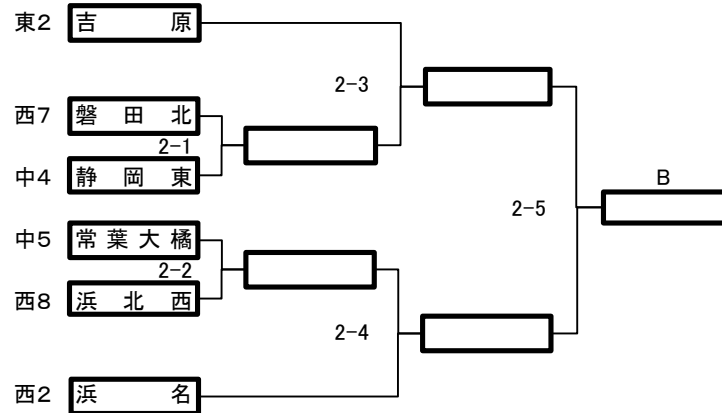 東2 吉原
2-3
西7 磐田北
2-1
中4 静岡東
B
2-5
中5 常葉大橘
2-2
西8 浜北西
2-4
西2 浜名